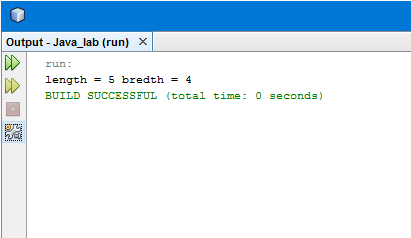 Output - Java_lab (run)
run:
length = 5 bredth = 4
BUILD SUCCESSFUL (total time: 0 seconds)